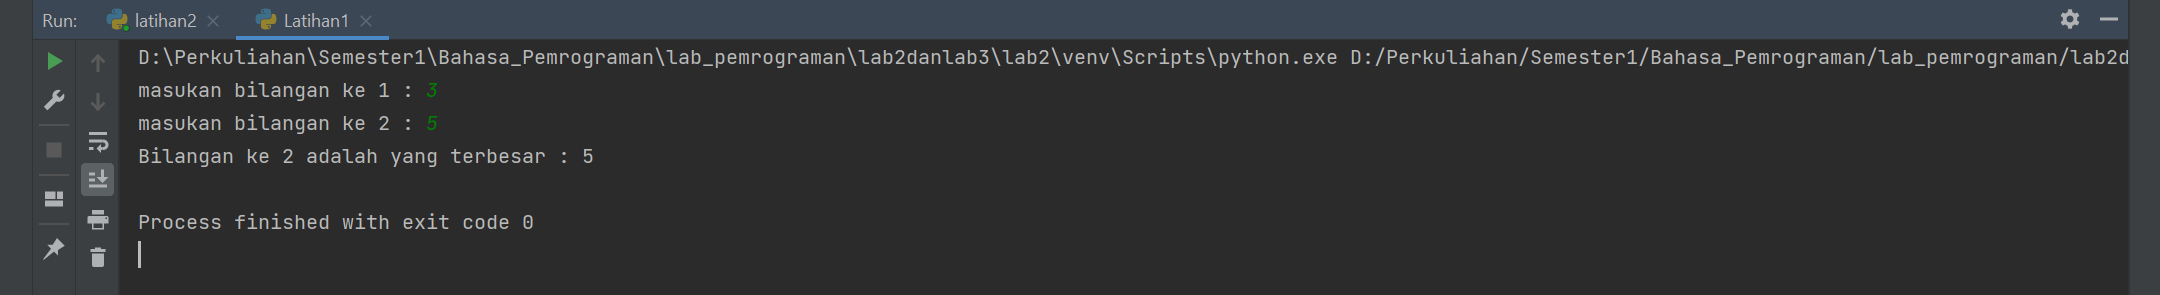 Run: latihan2 Latihan1
D:\Perkuliahan\Semester1\Bahasa_Pemrograman\lab_pemrograman\lab2danlab3\lab2\venv\Scripts\python.exe D:/Perkuliahan/Semester1/Bahasa_Pemrograman/lab_pemrograman/lab2d
masukan bilangan ke 1 : 3
masukan bilangan ke 2 : 5
Bilangan ke 2 adalah yang terbesar : 5
Process finished with exit code 0